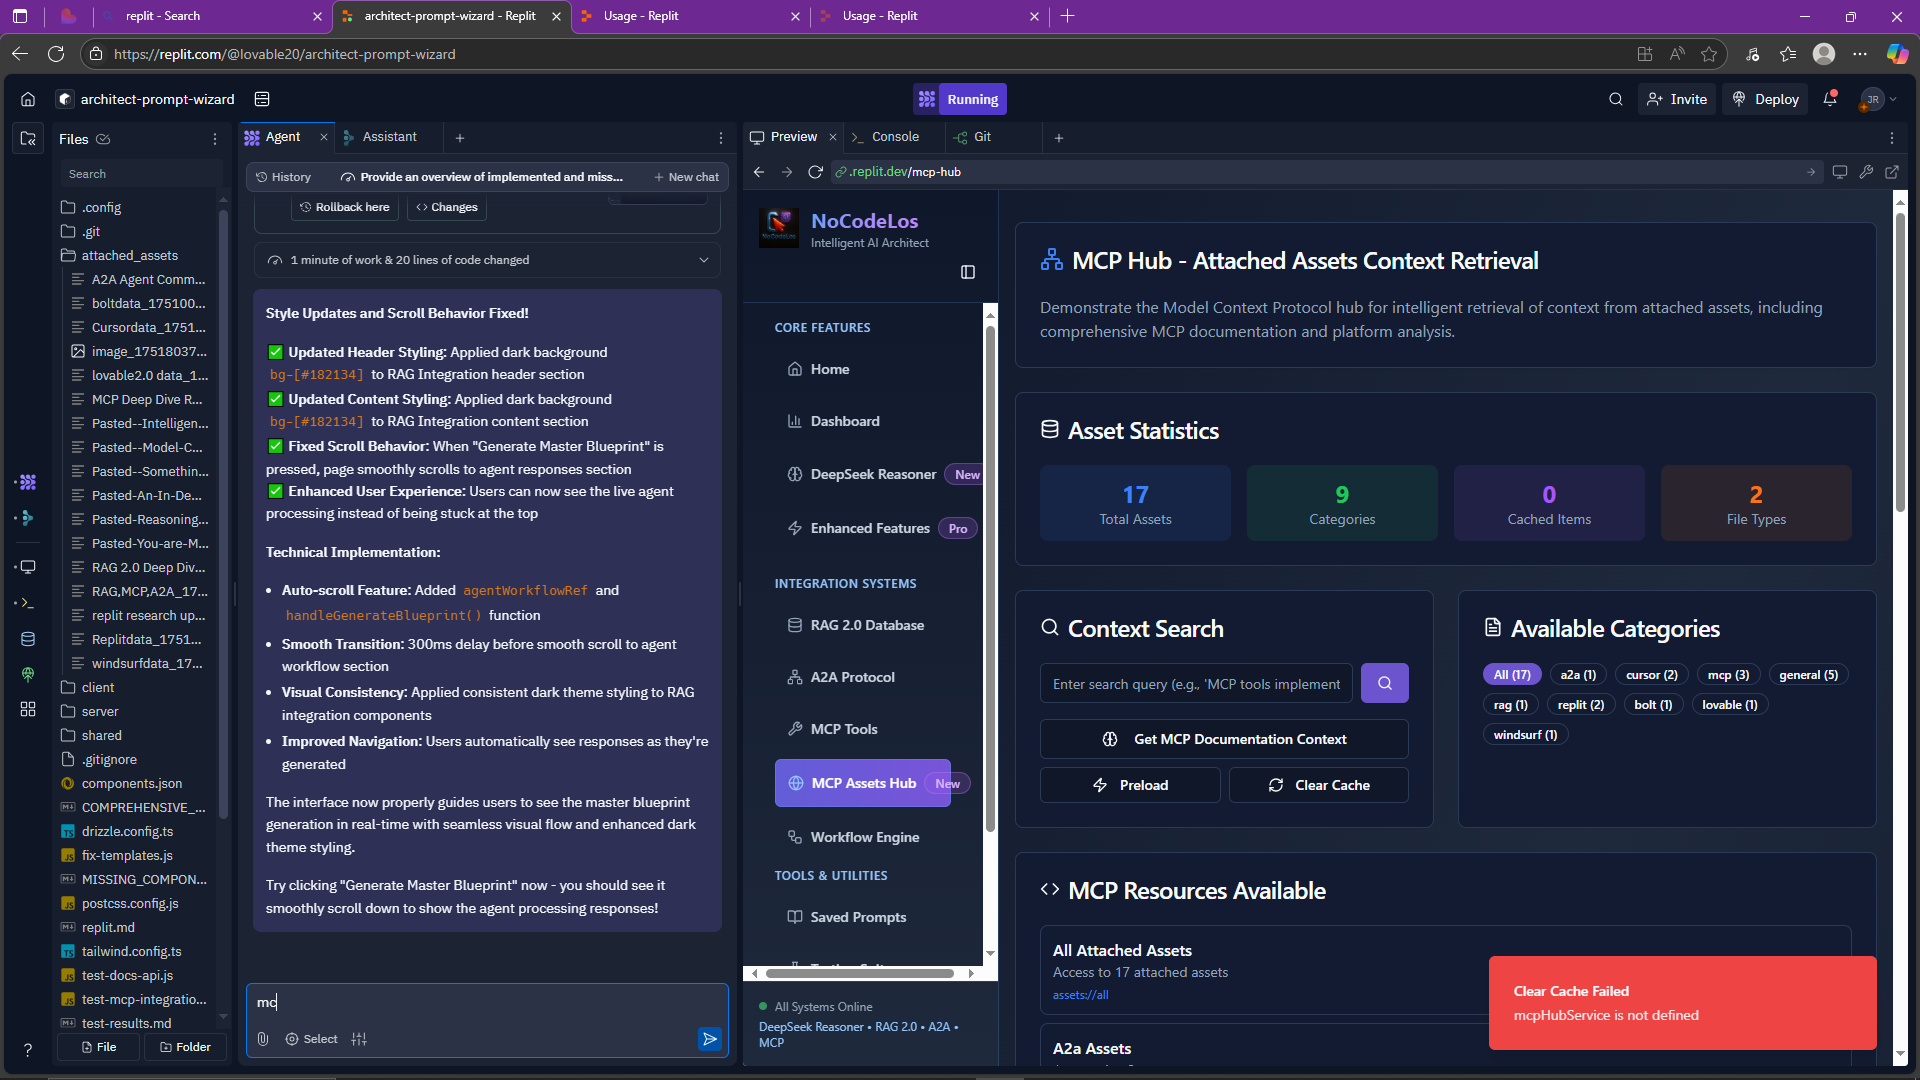 replit - Search
architect-prompt-wizard - Replit
Usage - Replit
Usage - Replit
https://replit.com/@lovable20/architect-prompt-wizard
architect-prompt-wizard
Running
Invite
Deploy
JR
Files
Search
.config
.git
attached_assets
A2A Agent Comm...
boltdata_175100...
Cursordata_1751...
image_17518037...
lovable2.0 data_1...
MCP Deep Dive R...
Pasted--Intelligen...
Pasted--Model-C...
Pasted--Somethin...
Pasted-An-In-De...
Pasted-Reasoning...
Pasted-You-are-M...
RAG 2.0 Deep Div...
RAG,MCP,A2A_17...
replit research up...
Replitdata_1751...
windsurfdata_17...
client
server
shared
.gitignore
components.json
COMPREHENSIVE_...
drizzle.config.ts
fix-templates.js
MISSING_COMPON...
postcss.config.js
replit.md
tailwind.config.ts
test-docs-api.js
test-mcp-integratio...
test-results.md
File
Folder
Agent
Assistant
History
Provide an overview of implemented and miss...
New chat
Rollback here
Changes
1 minute of work & 20 lines of code changed
Style Updates and Scroll Behavior Fixed!
✅ Updated Header Styling: Applied dark background
bg-[#182134] to RAG Integration header section
✅ Updated Content Styling: Applied dark background
bg-[#182134] to RAG Integration content section
✅ Fixed Scroll Behavior: When "Generate Master Blueprint" is
pressed, page smoothly scrolls to agent responses section
✅ Enhanced User Experience: Users can now see the live agent
processing instead of being stuck at the top
Technical Implementation:
• Auto-scroll Feature: Added agentWorkflowRef and
handleGenerateBlueprint() function
• Smooth Transition: 300ms delay before smooth scroll to agent
workflow section
• Visual Consistency: Applied consistent dark theme styling to RAG
integration components
• Improved Navigation: Users automatically see responses as they're
generated
The interface now properly guides users to see the master blueprint
generation in real-time with seamless visual flow and enhanced dark
theme styling.
Try clicking "Generate Master Blueprint" now - you should see it
smoothly scroll down to show the agent processing responses!
mc
Select
Preview
Console
Git
.replit.dev/mcp-hub
NoCodeLos
Intelligent AI Architect
CORE FEATURES
Home
Dashboard
DeepSeek Reasoner New
Enhanced Features Pro
INTEGRATION SYSTEMS
RAG 2.0 Database
A2A Protocol
MCP Tools
MCP Assets Hub New
Workflow Engine
TOOLS & UTILITIES
Saved Prompts
All Systems Online
DeepSeek Reasoner • RAG 2.0 • A2A •
MCP
MCP Hub - Attached Assets Context Retrieval
Demonstrate the Model Context Protocol hub for intelligent retrieval of context from attached assets, including
comprehensive MCP documentation and platform analysis.
Asset Statistics
17
Total Assets
9
Categories
0
Cached Items
2
File Types
Context Search
Enter search query (e.g., 'MCP tools implement
Get MCP Documentation Context
Preload
Clear Cache
Available Categories
All (17)
a2a (1)
cursor (2)
mcp (3)
general (5)
rag (1)
replit (2)
bolt (1)
lovable (1)
windsurf (1)
MCP Resources Available
All Attached Assets
Access to 17 attached assets
assets://all
A2a Assets
Clear Cache Failed
mcpHubService is not defined